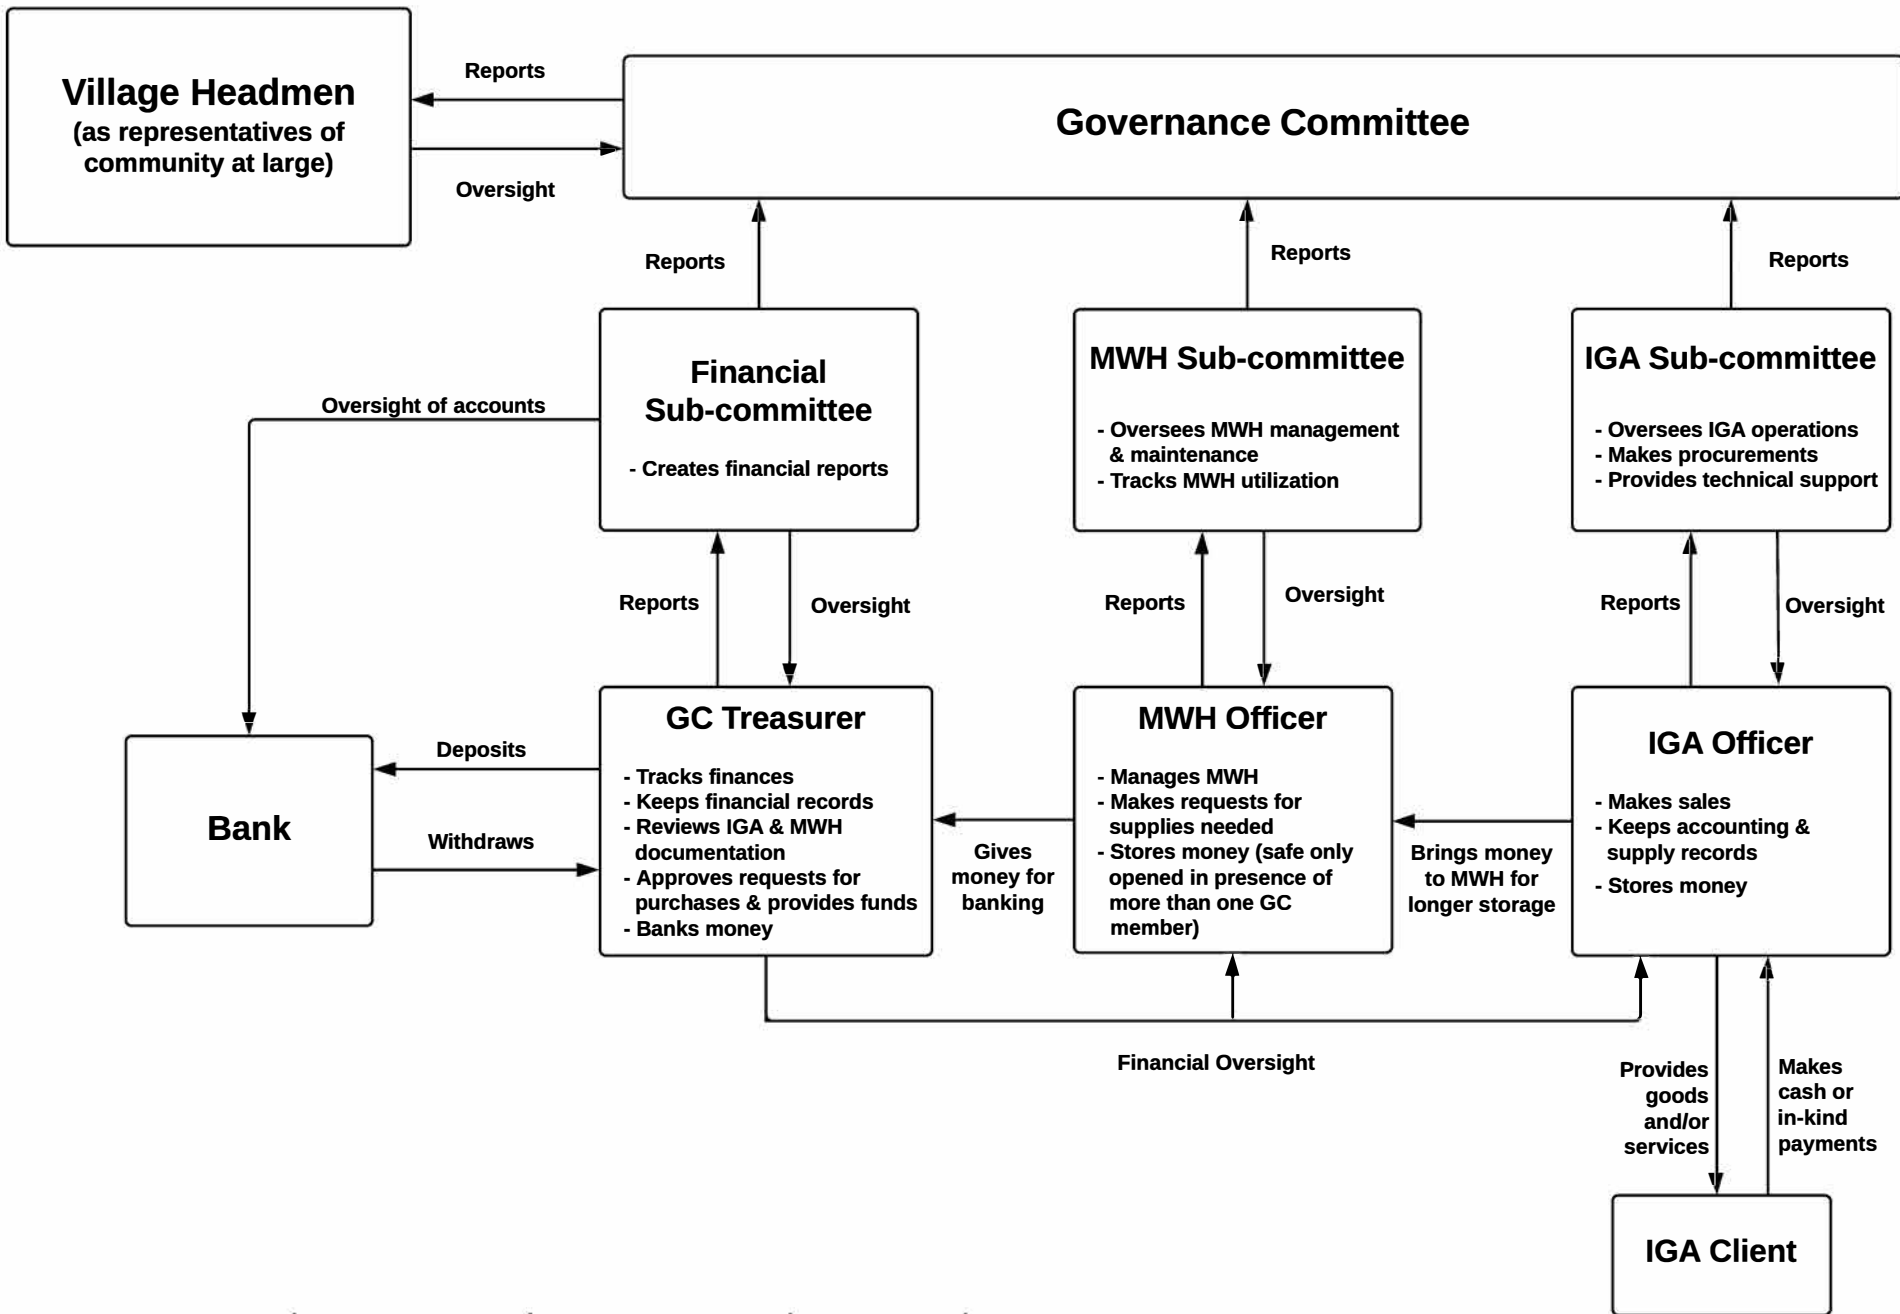 Village Headmen
(as representatives of
community at large)
Reports
Oversight
Governance Committee
Reports
Reports
Reports
Financial
Sub-committee
- Creates financial reports
MWH Sub-committee
- Oversees MWH management
& maintenance
- Tracks MWH utilization
IGA Sub-committee
- Oversees IGA operations
- Makes procurements
- Provides technical support
Oversight of accounts
Reports
Oversight
Reports
Oversight
Reports
Oversight
Bank
Deposits
Withdraws
GC Treasurer
- Tracks finances
- Keeps financial records
- Reviews IGA & MWH
documentation
- Approves requests for
purchases & provides funds
- Banks money
Gives
money for
banking
MWH Officer
- Manages MWH
- Makes requests for
supplies needed
- Stores money (safe only
opened in presence of
more than one GC
member)
Brings money
to MWH for
longer storage
IGA Officer
- Makes sales
- Keeps accounting &
supply records
- Stores money
Financial Oversight
Provides
goods
and/or
services
Makes
cash or
in-kind
payments
IGA Client